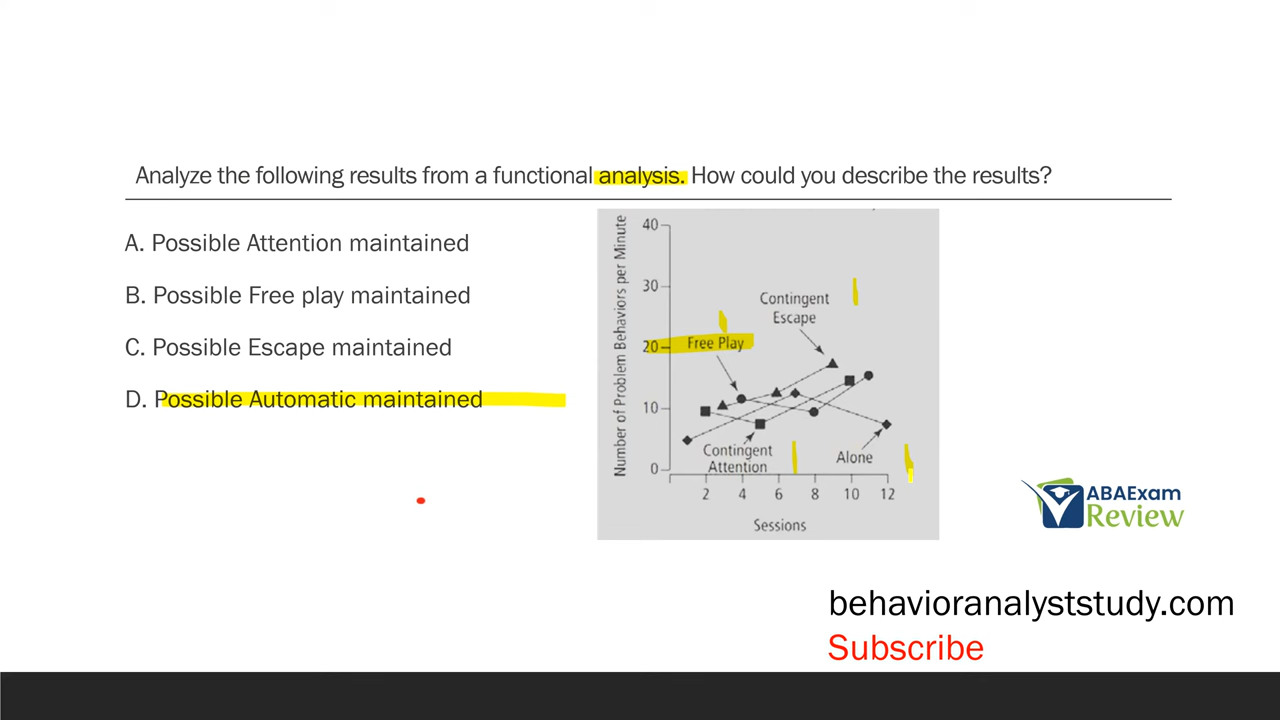 Analyze the following results from a functional analysis. How could you describe the results?
A. Possible Attention maintained
B. Possible Free play maintained
C. Possible Escape maintained
D. Possible Automatic maintained
Number of Problem Behaviors per Minute
40
30
20
10
0
Contingent
Escape
Free Play
Contingent
Attention
Alone
2 4 6 8 10 12
Sessions
ABAExam
Review
behavioranalyststudy.com
Subscribe